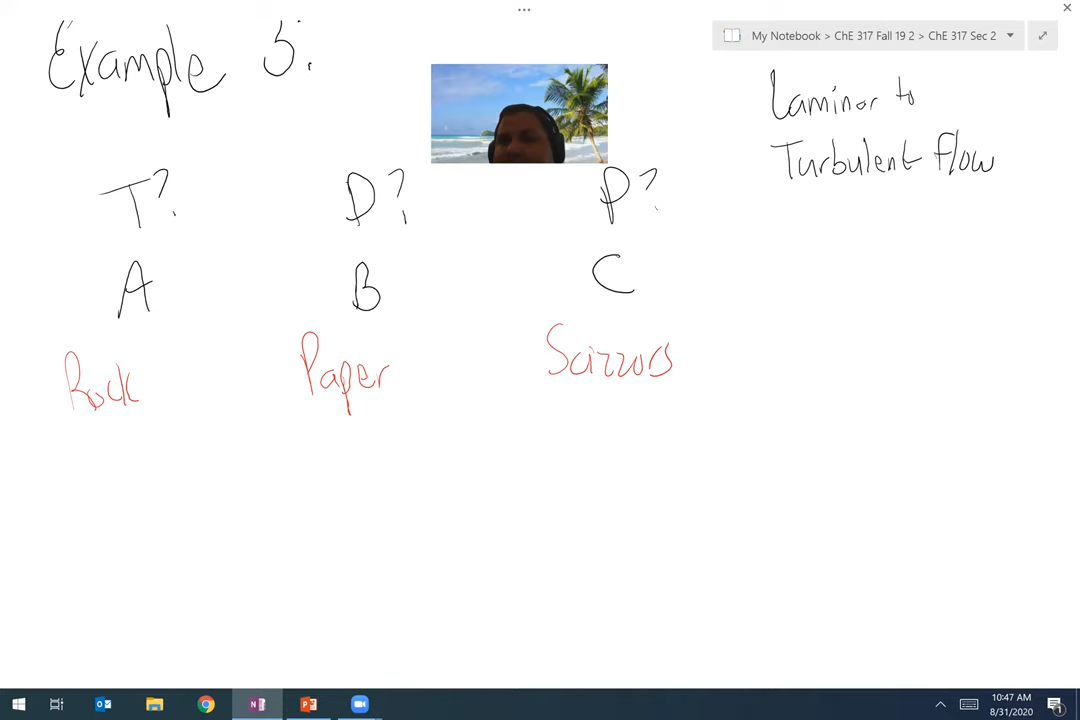 My Notebook > ChE 317 Fall 19 2 > ChE 317 Sec 2
Example 5:
Laminar to
Turbulent Flow
T? D? P?
A B C
Rock Paper Scizzors
10:47 AM
8/31/2020